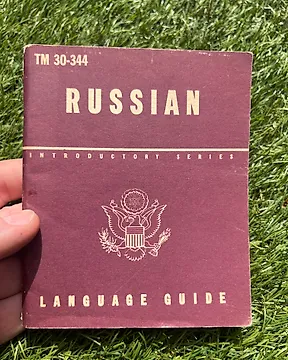 TM 30-344
RUSSIAN
INTRODUCTORY SERIES
LANGUAGE GUIDE